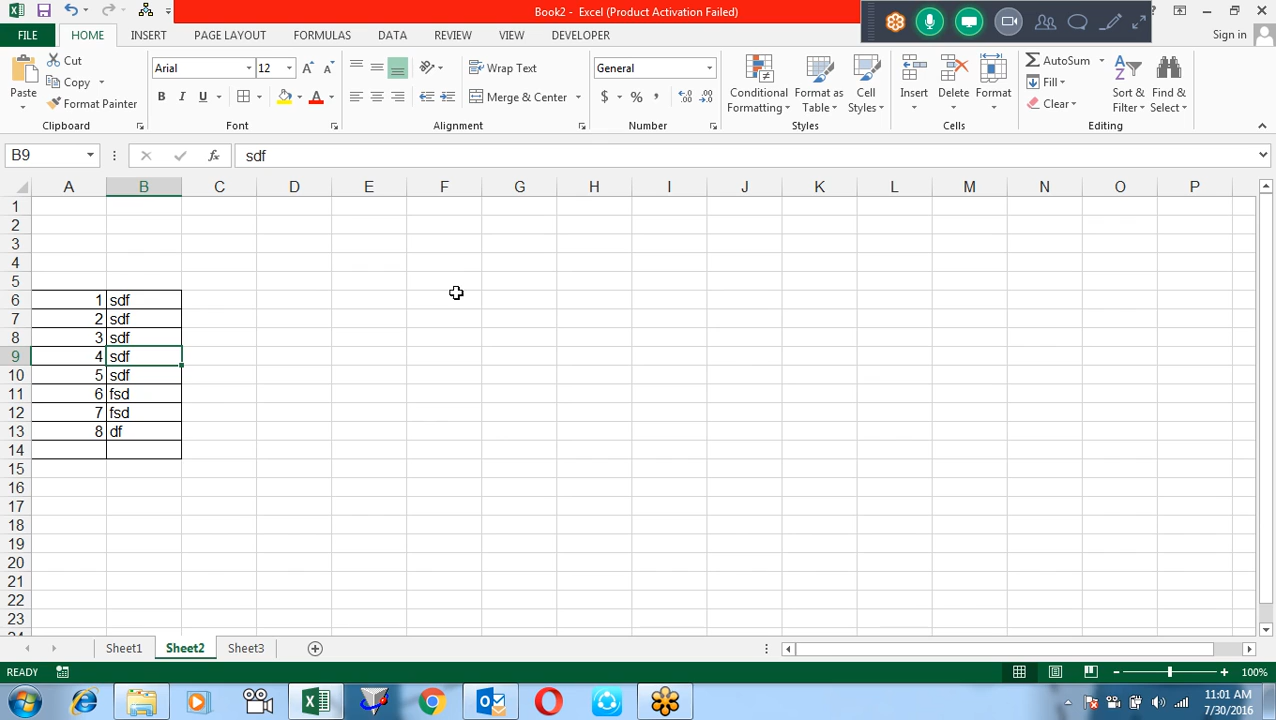 Book2 - Excel (Product Activation Failed)
Sign in
FILE HOME INSERT PAGE LAYOUT FORMULAS DATA REVIEW VIEW DEVELOPER
Paste
Cut
Copy
Format Painter
Clipboard
Arial 12
B I U
Font
Wrap Text
Merge & Center
Alignment
General
$ % ,
Number
Conditional Formatting
Format as Table
Cell Styles
Styles
Insert Delete Format
Cells
AutoSum
Fill
Clear
Sort & Filter
Find & Select
Editing
B9 fx sdf
A B C D E F G H I J K L M N O P
1
2
3
4
5
6 1 sdf
7 2 sdf
8 3 sdf
9 4 sdf
10 5 sdf
11 6 fsd
12 7 fsd
13 8 df
14
15
16
17
18
19
20
21
22
23
24
Sheet1 Sheet2 Sheet3
READY 100%
11:01 AM
7/30/2016